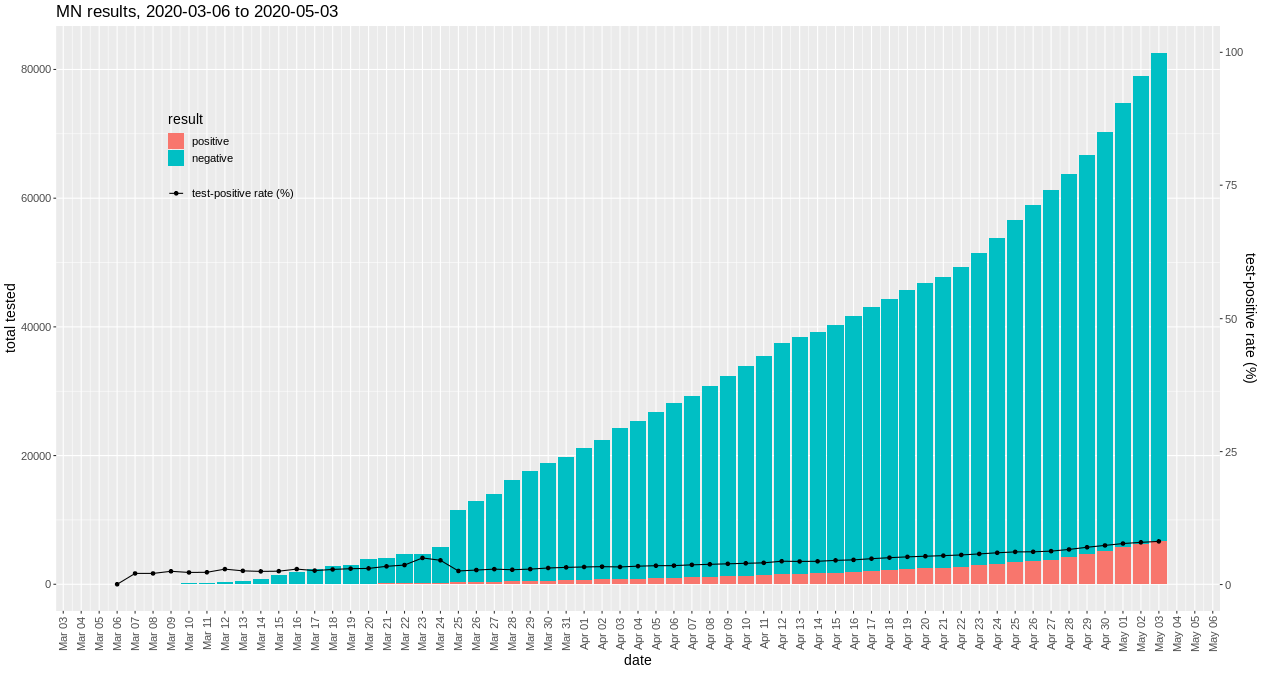 MN results, 2020-03-06 to 2020-05-03
total tested
80000
60000
40000
20000
0
result
positive
negative
test-positive rate (%)
100
75
50
25
0
test-positive rate (%)
Mar 03
Mar 04
Mar 05
Mar 06
Mar 07
Mar 08
Mar 09
Mar 10
Mar 11
Mar 12
Mar 13
Mar 14
Mar 15
Mar 16
Mar 17
Mar 18
Mar 19
Mar 20
Mar 21
Mar 22
Mar 23
Mar 24
Mar 25
Mar 26
Mar 27
Mar 28
Mar 29
Mar 30
Mar 31
Apr 01
Apr 02
Apr 03
Apr 04
Apr 05
Apr 06
Apr 07
Apr 08
Apr 09
Apr 10
Apr 11
Apr 12
Apr 13
Apr 14
Apr 15
Apr 16
Apr 17
Apr 18
Apr 19
Apr 20
Apr 21
Apr 22
Apr 23
Apr 24
Apr 25
Apr 26
Apr 27
Apr 28
Apr 29
Apr 30
May 01
May 02
May 03
May 04
May 05
May 06
date